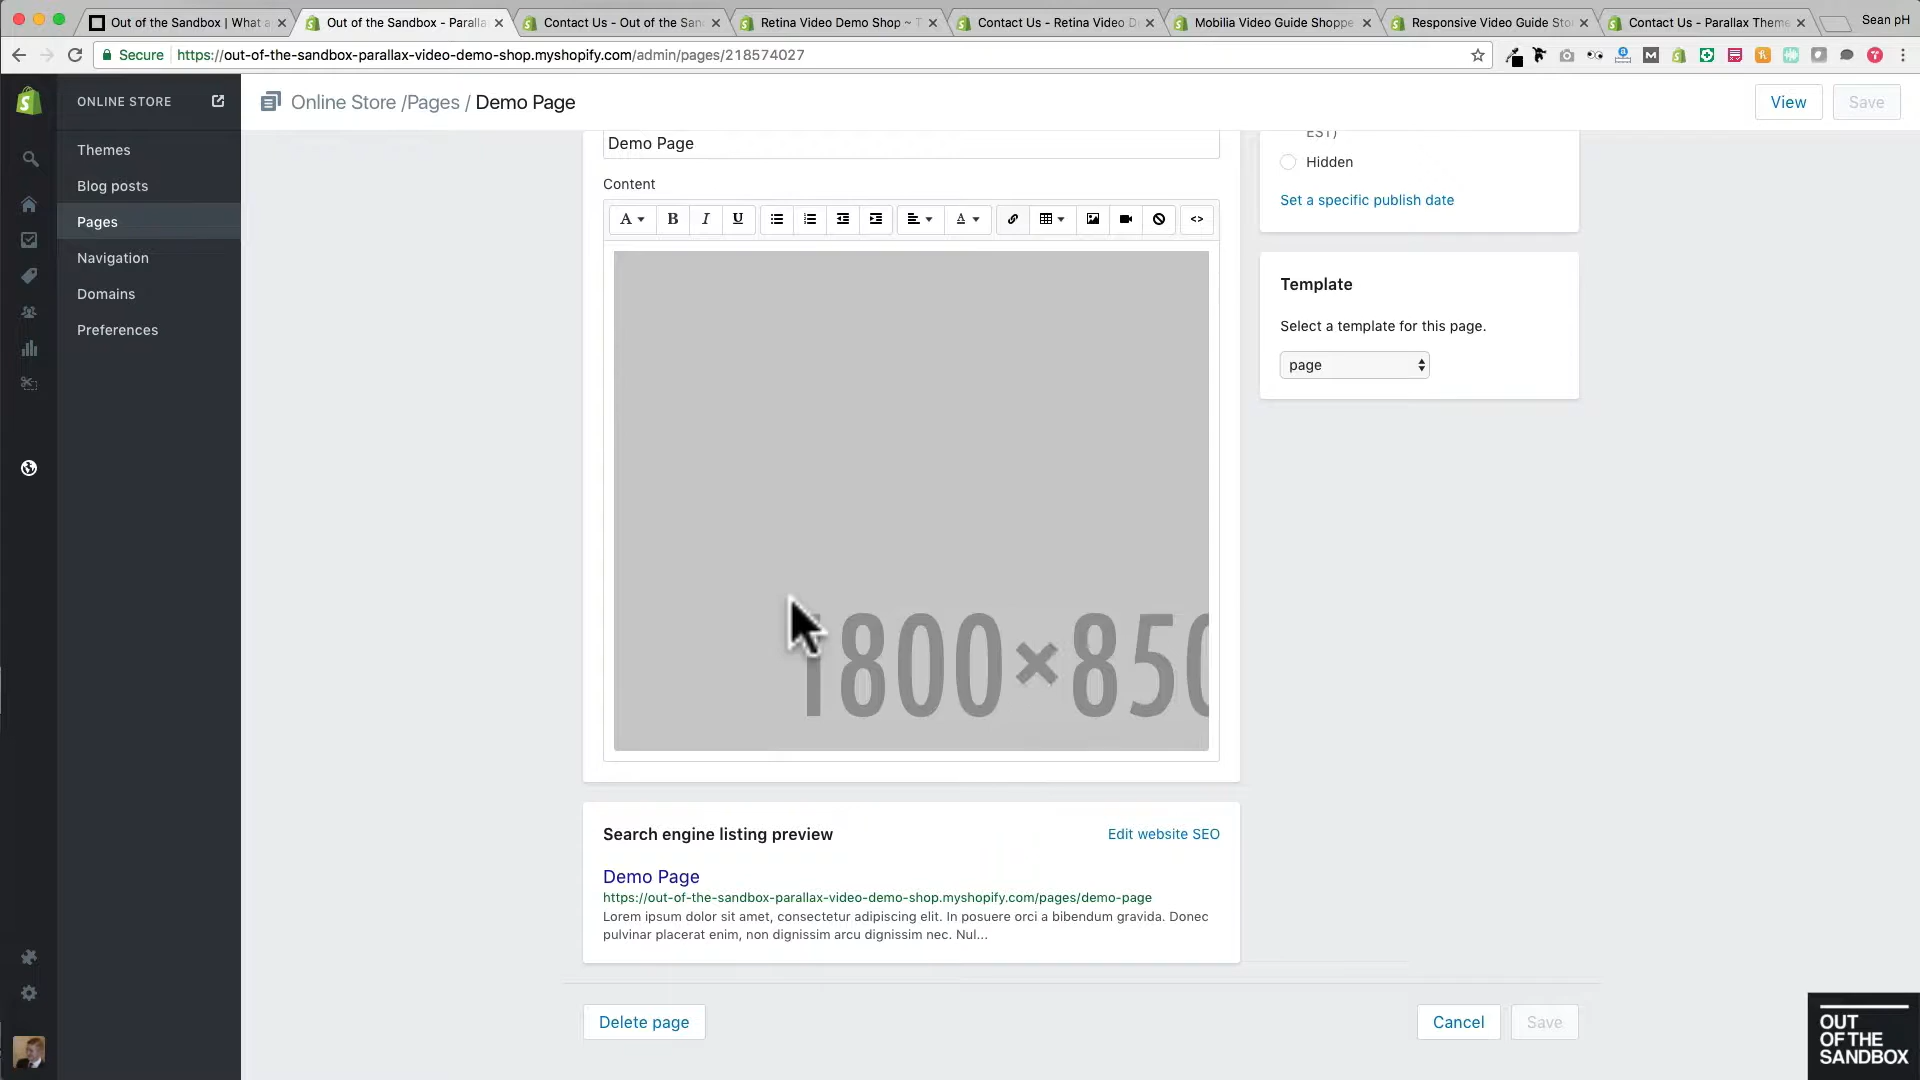 Out of the Sandbox | What a
Out of the Sandbox - Paralla
Contact Us - Out of the San
Retina Video Demo Shop ~ T
Contact Us - Retina Video D
Mobilia Video Guide Shoppe
Responsive Video Guide Sto
Contact Us - Parallax Theme
Sean pH
Secure
https://out-of-the-sandbox-parallax-video-demo-shop.myshopify.com/admin/pages/218574027
ONLINE STORE
Online Store /Pages / Demo Page
View
Save
Themes
Blog posts
Pages
Navigation
Domains
Preferences
Demo Page
EST)
Hidden
Set a specific publish date
Content
A B I U A <>
Template
Select a template for this page.
page
1800×850
Search engine listing preview
Edit website SEO
Demo Page
https://out-of-the-sandbox-parallax-video-demo-shop.myshopify.com/pages/demo-page
Lorem ipsum dolor sit amet, consectetur adipiscing elit. In posuere orci a bibendum gravida. Donec
pulvinar placerat enim, non dignissim arcu dignissim nec. Nul...
Delete page
Cancel
Save
OUT
OF THE
SANDBOX